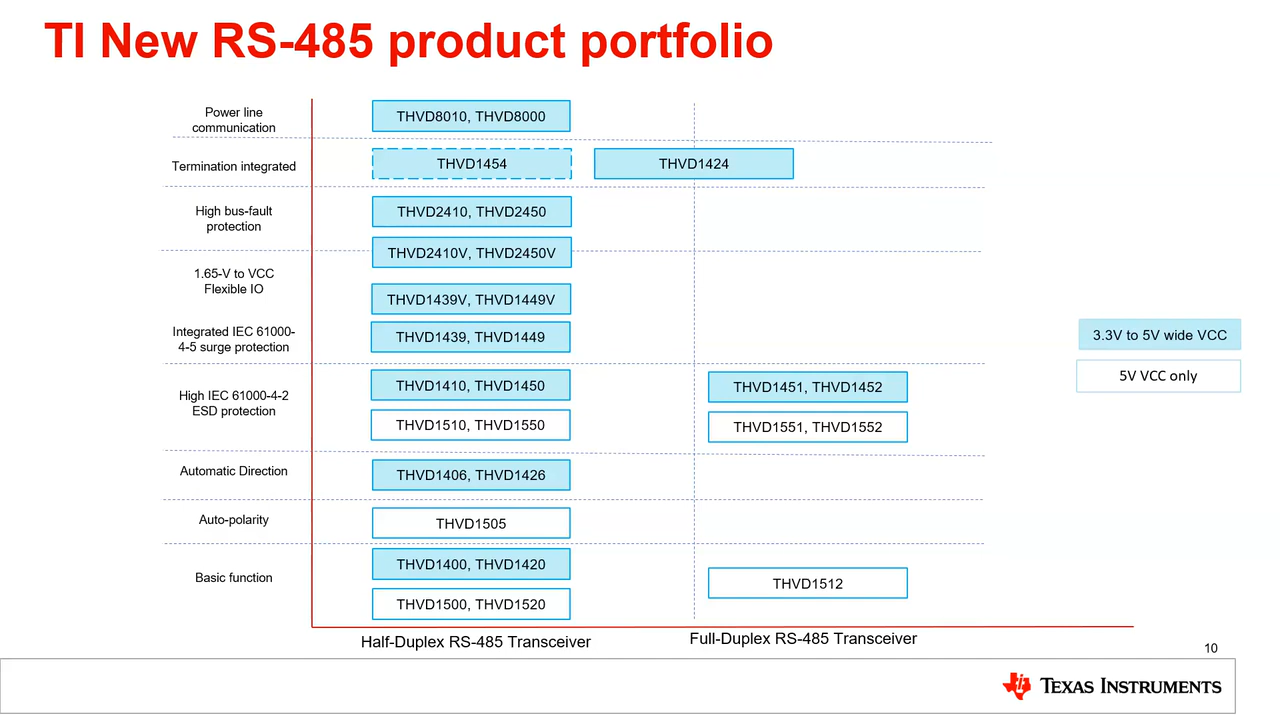 TI New RS-485 product portfolio
Power line
communication
THVD8010, THVD8000
Termination integrated
THVD1454
THVD1424
High bus-fault
protection
THVD2410, THVD2450
THVD2410V, THVD2450V
1.65-V to VCC
Flexible IO
THVD1439V, THVD1449V
Integrated IEC 61000-
4-5 surge protection
THVD1439, THVD1449
High IEC 61000-4-2
ESD protection
THVD1410, THVD1450
THVD1451, THVD1452
THVD1510, THVD1550
THVD1551, THVD1552
Automatic Direction
THVD1406, THVD1426
Auto-polarity
THVD1505
Basic function
THVD1400, THVD1420
THVD1512
THVD1500, THVD1520
Half-Duplex RS-485 Transceiver
Full-Duplex RS-485 Transceiver
3.3V to 5V wide VCC
5V VCC only
10
TEXAS INSTRUMENTS